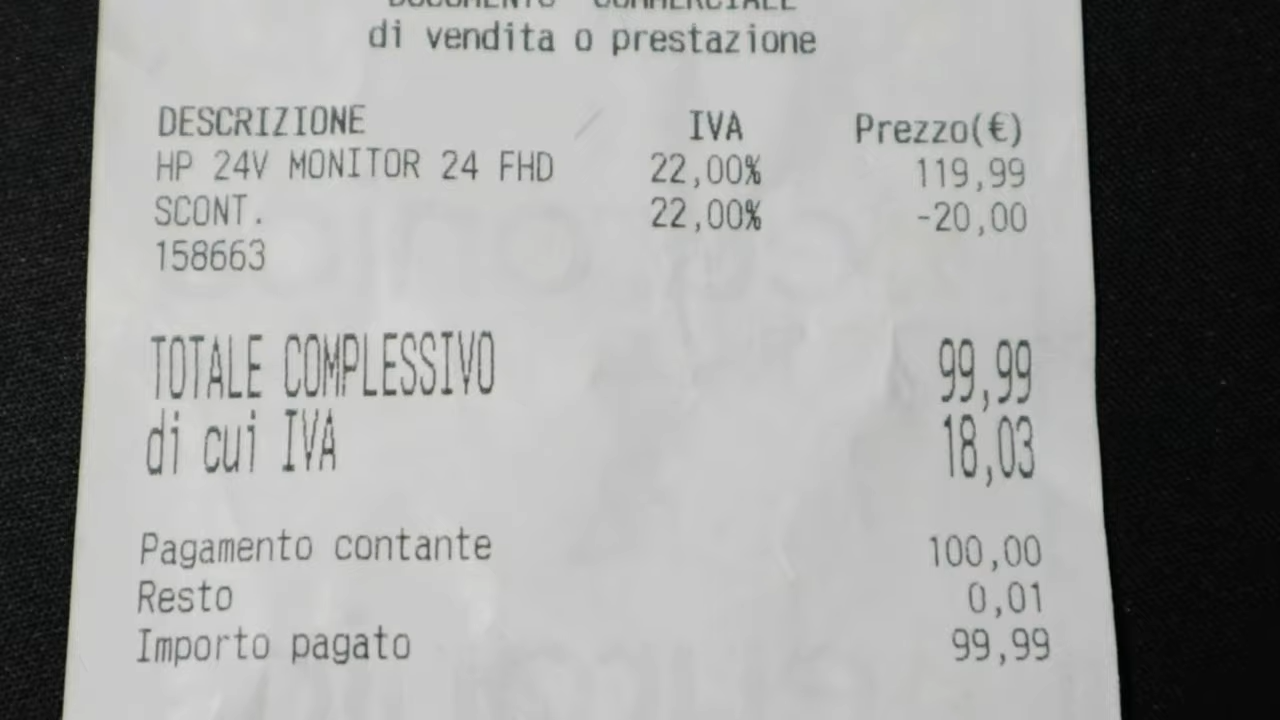 DOCUMENTO COMMERCIALE
di vendita o prestazione
DESCRIZIONE IVA Prezzo(€)
HP 24V MONITOR 24 FHD 22,00% 119,99
SCONT. 22,00% -20,00
158663
TOTALE COMPLESSIVO 99,99
di cui IVA 18,03
Pagamento contante 100,00
Resto 0,01
Importo pagato 99,99